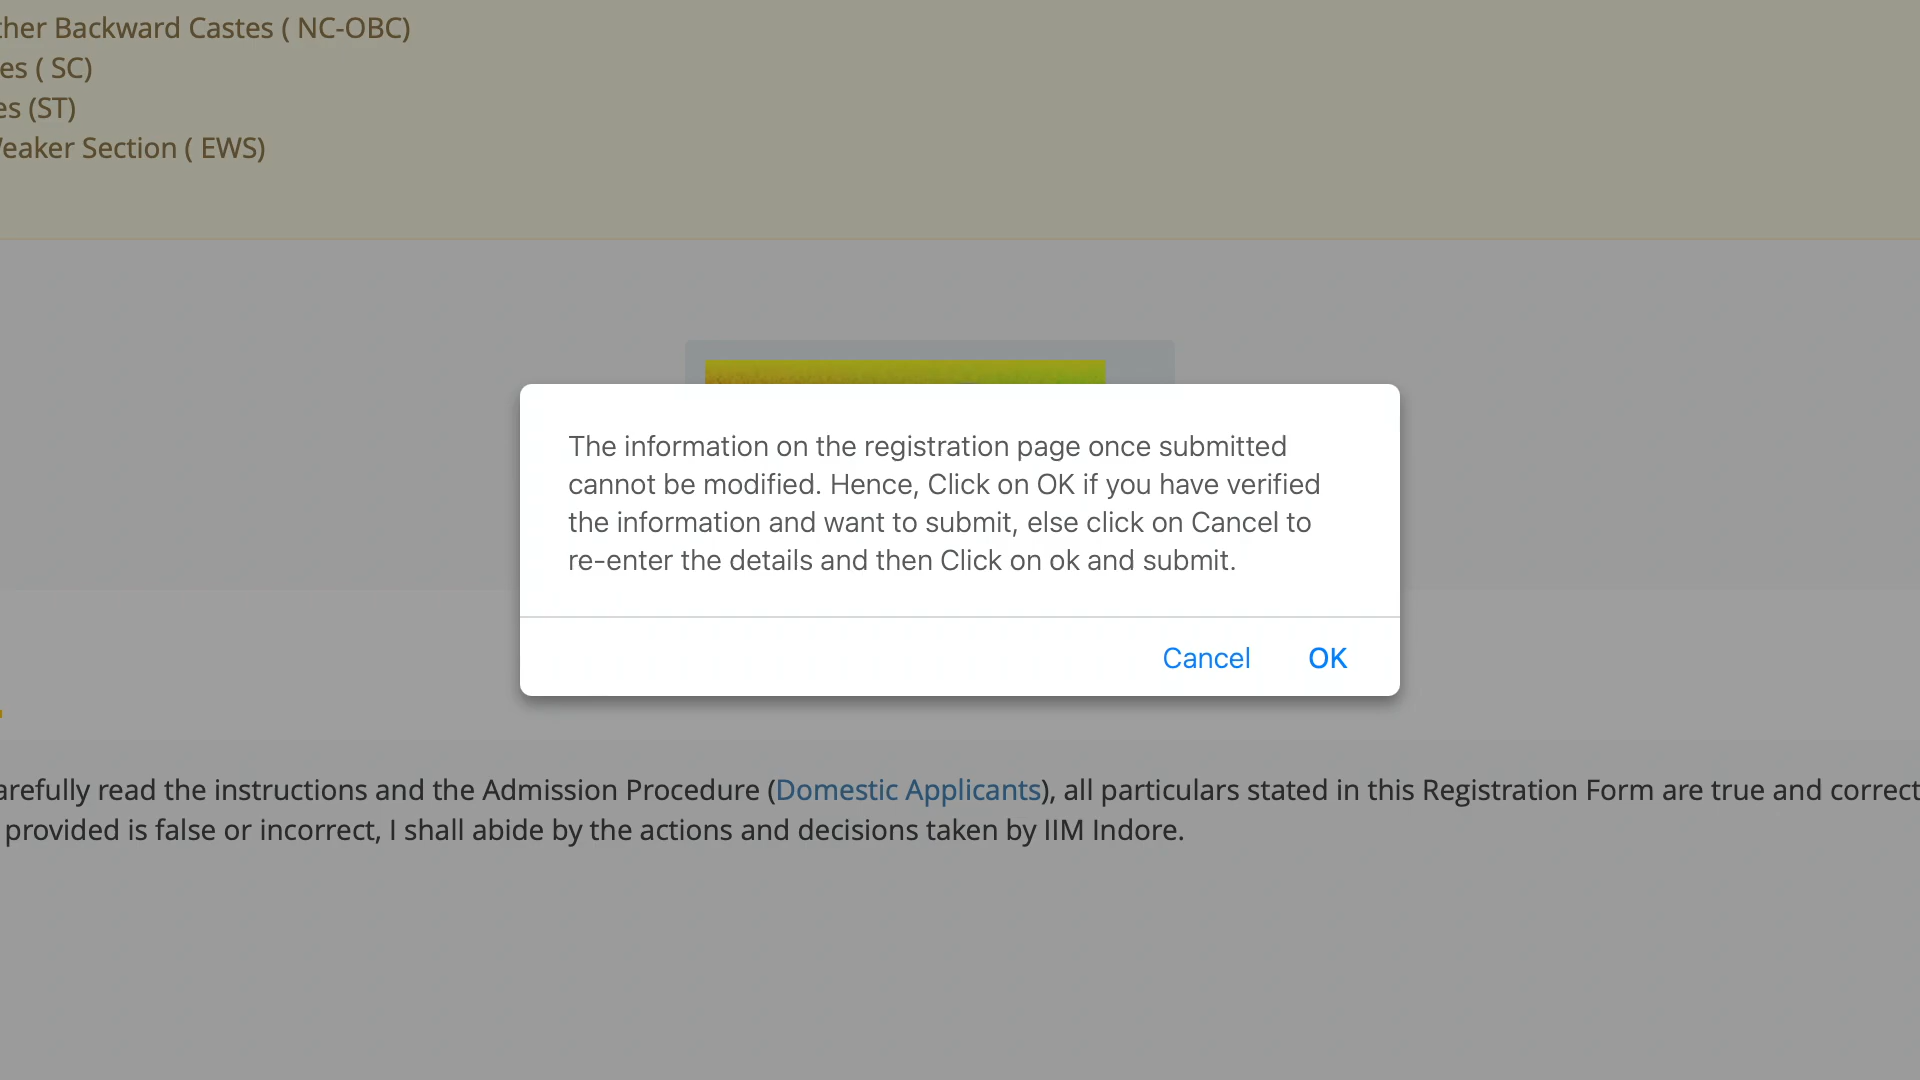 ther Backward Castes ( NC-OBC)
es ( SC)
es (ST)
eaker Section ( EWS)
The information on the registration page once submitted
cannot be modified. Hence, Click on OK if you have verified
the information and want to submit, else click on Cancel to
re-enter the details and then Click on ok and submit.
Cancel OK
arefully read the instructions and the Admission Procedure (Domestic Applicants), all particulars stated in this Registration Form are true and correct
provided is false or incorrect, I shall abide by the actions and decisions taken by IIM Indore.